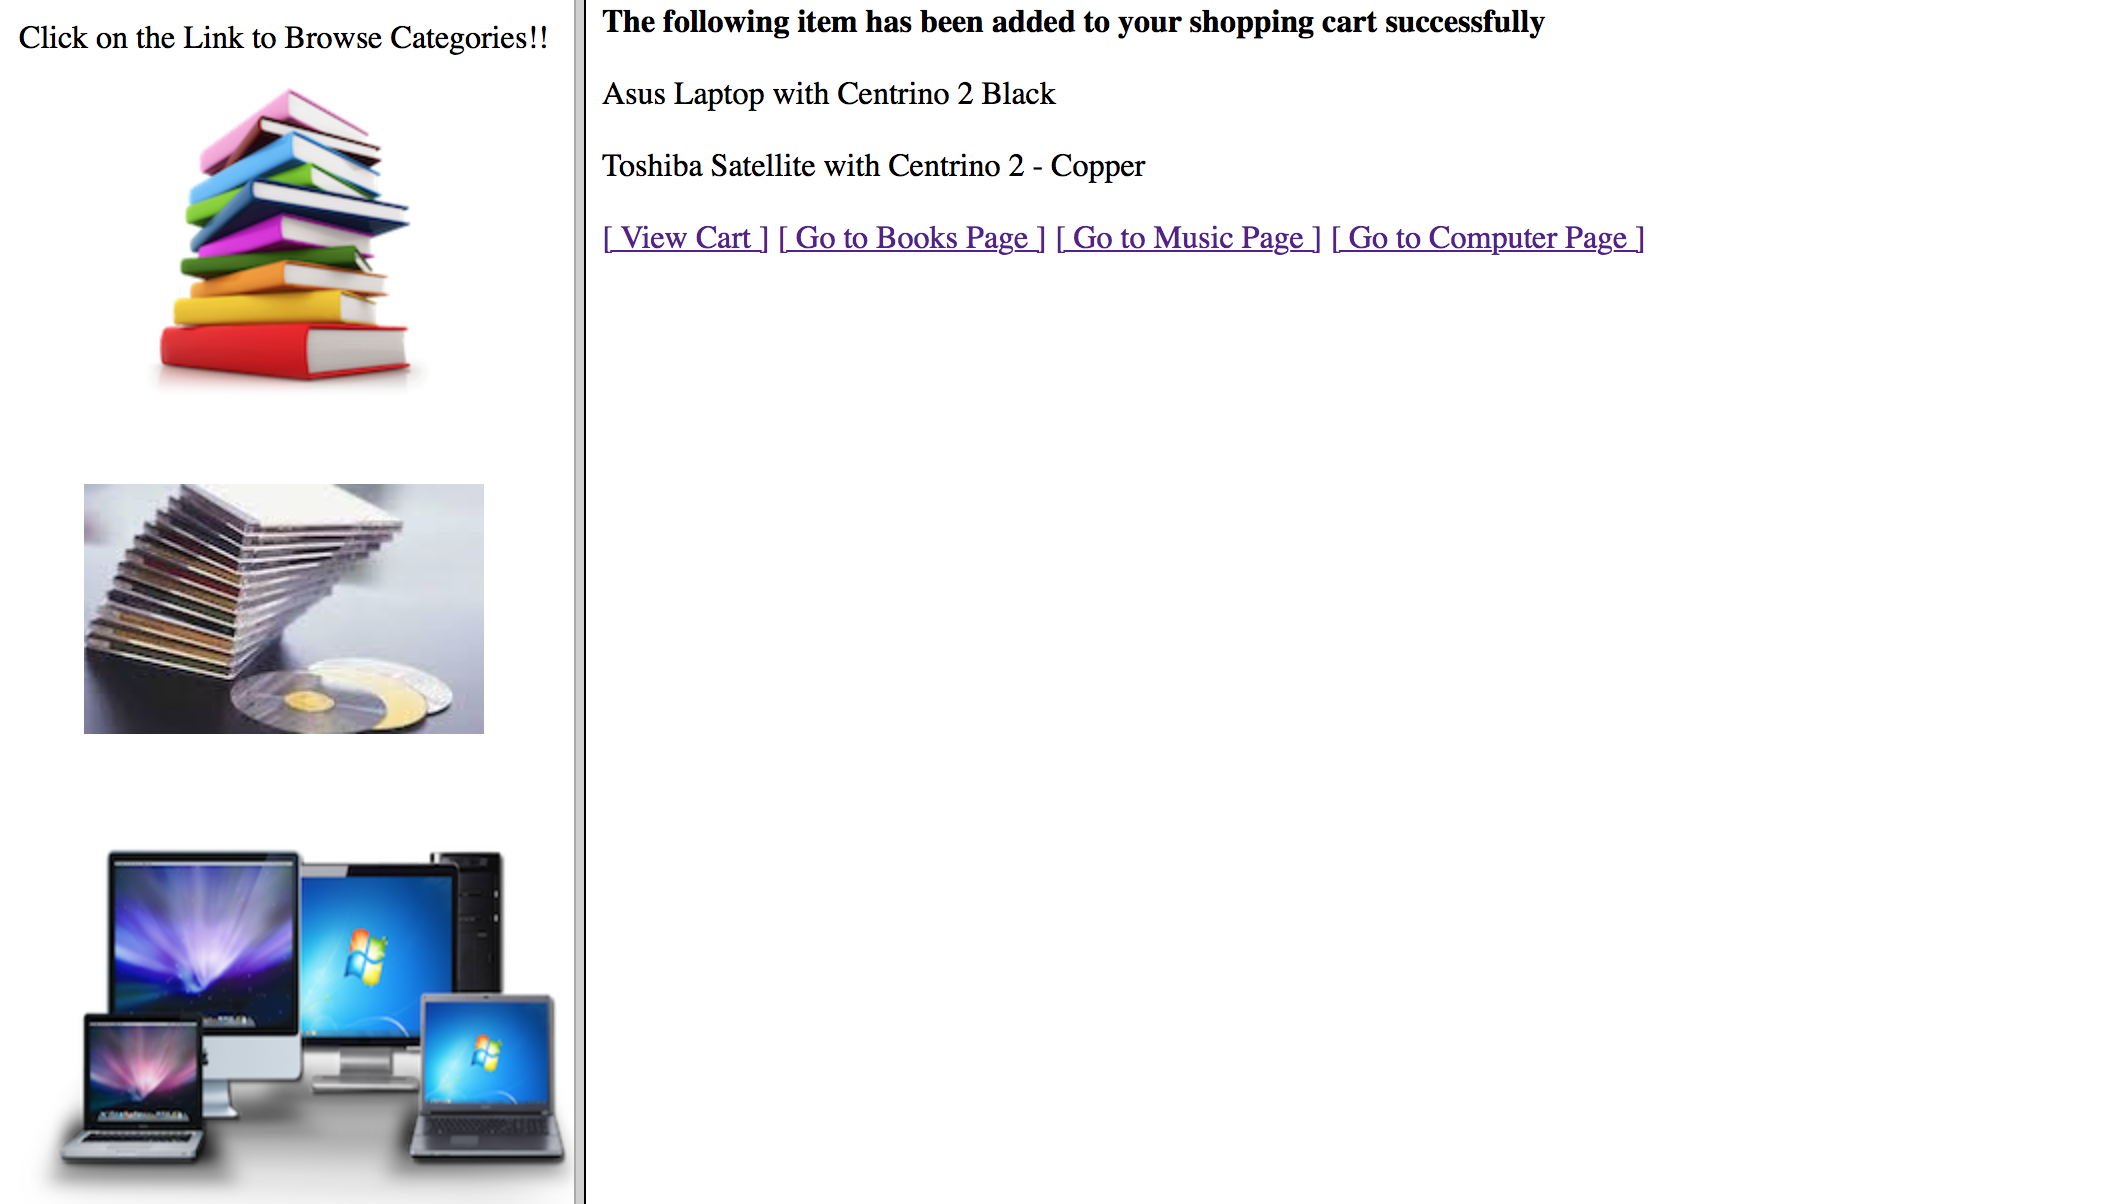 Click on the Link to Browse Categories!!
The following item has been added to your shopping cart successfully
Asus Laptop with Centrino 2 Black
Toshiba Satellite with Centrino 2 - Copper
[ View Cart ] [ Go to Books Page ] [ Go to Music Page ] [ Go to Computer Page ]